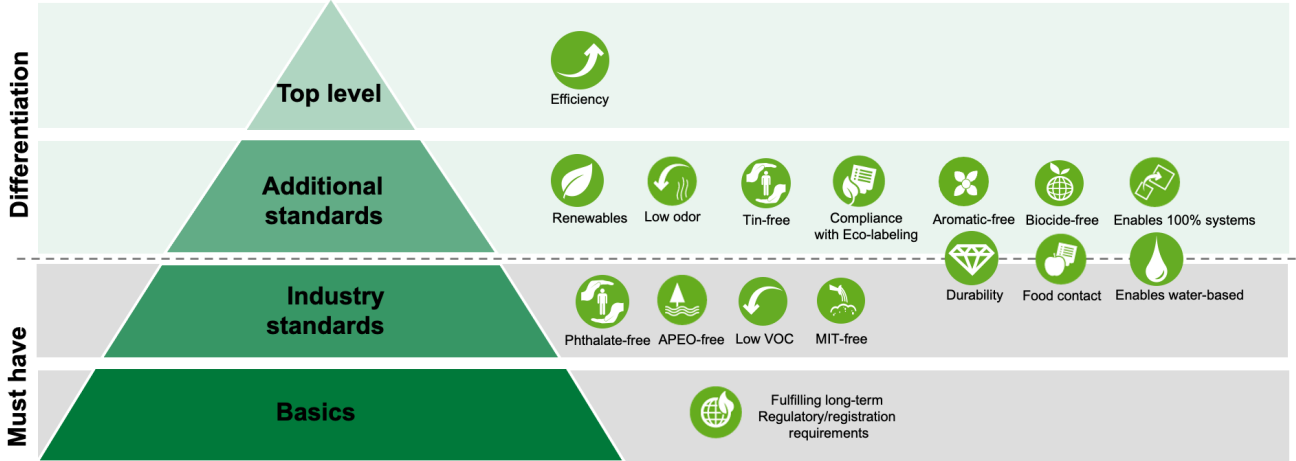 Differentiation
Top level
Efficiency
Additional
standards
Renewables
Low odor
Tin-free
Compliance
with Eco-labeling
Aromatic-free
Biocide-free
Enables 100% systems
Must have
Industry
standards
Phthalate-free
APEO-free
Low VOC
MIT-free
Durability
Food contact
Enables water-based
Basics
Fulfilling long-term
Regulatory/registration
requirements